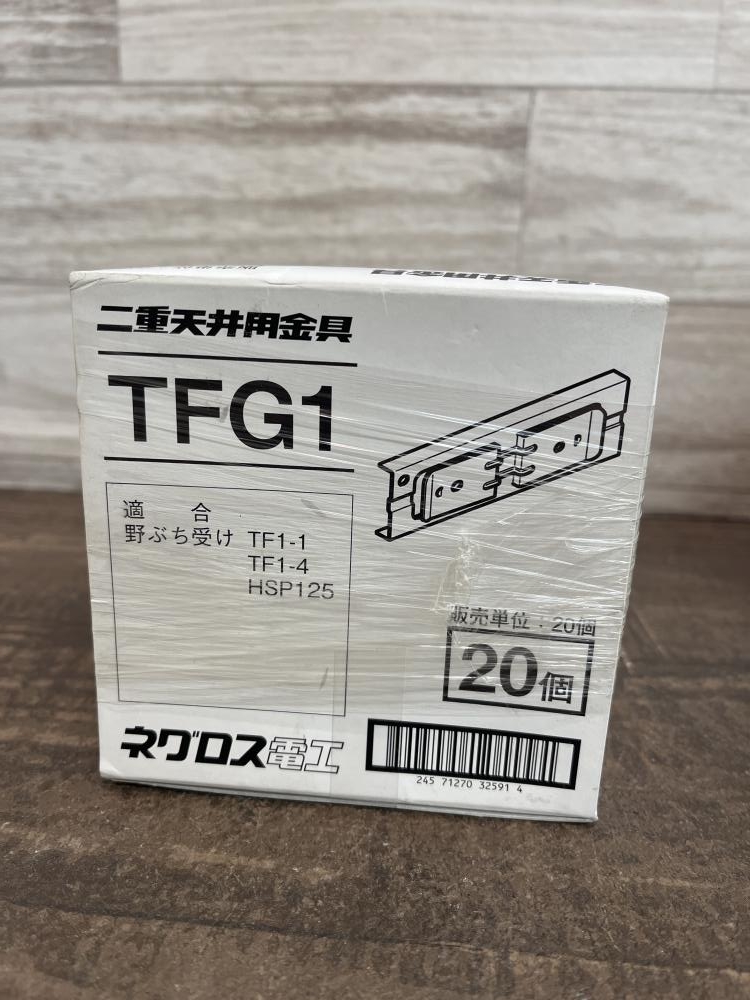 二重天井用金具
TFG1
適 合
野ぶち受け TF1-1
TF1-4
HSP125
販売単位：20個
20個
ネグロス電工
245 71270 32591 4